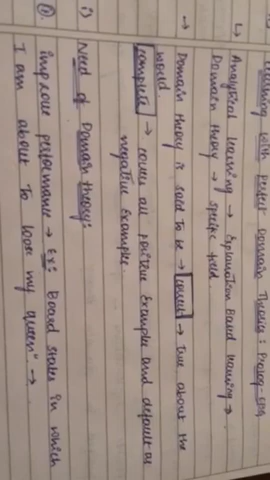 Learning with perfect Domain Theories: Prolog-EBG
↳ Analytical learning → Explanation Based learning →
Domain theory → specific field.
→ Domain theory is said to be → correct → true about the
world.
complete → covers all positive Examples and default as
negative Examples
i) Need of Domain theory:
①. improve performance → Ex: Board states in which
I am about To lose my queen" →.